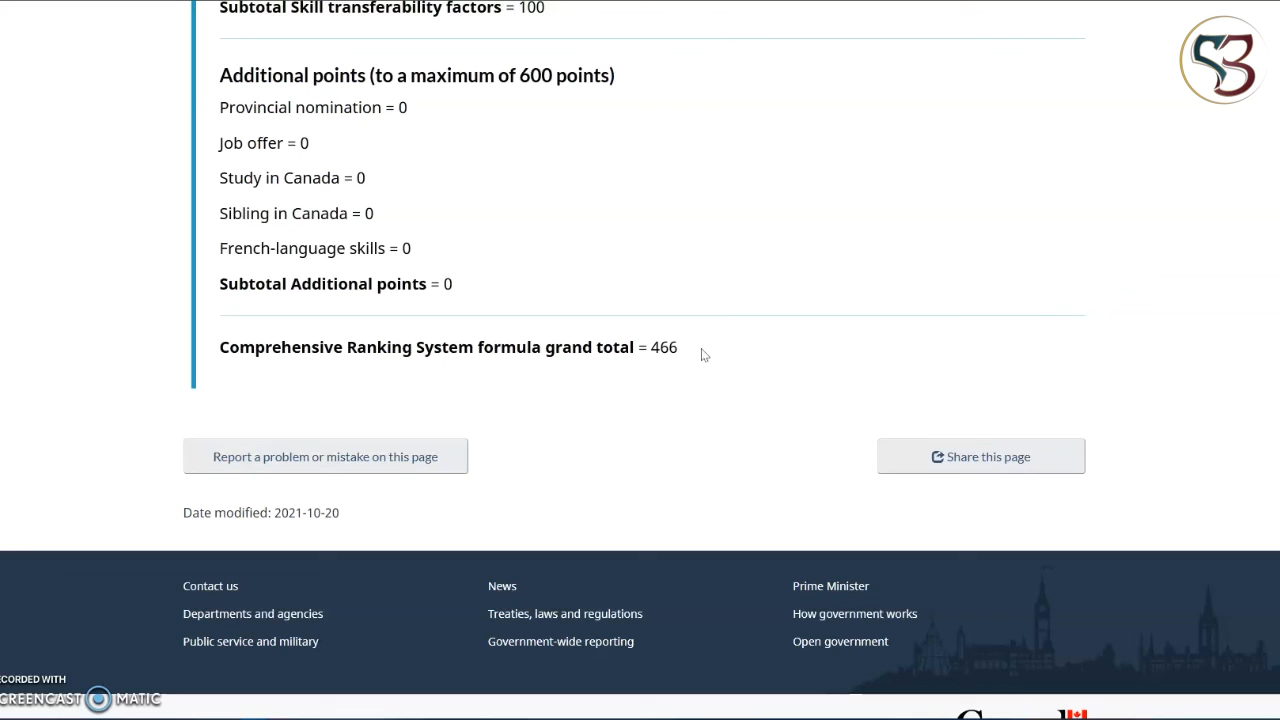 Subtotal Skill transferability factors = 100
Additional points (to a maximum of 600 points)
Provincial nomination = 0
Job offer = 0
Study in Canada = 0
Sibling in Canada = 0
French-language skills = 0
Subtotal Additional points = 0
Comprehensive Ranking System formula grand total = 466
Report a problem or mistake on this page
Share this page
Date modified: 2021-10-20
Contact us
News
Prime Minister
Departments and agencies
Treaties, laws and regulations
How government works
Public service and military
Government-wide reporting
Open government
ECORDED WITH
CREENCAST MATIC